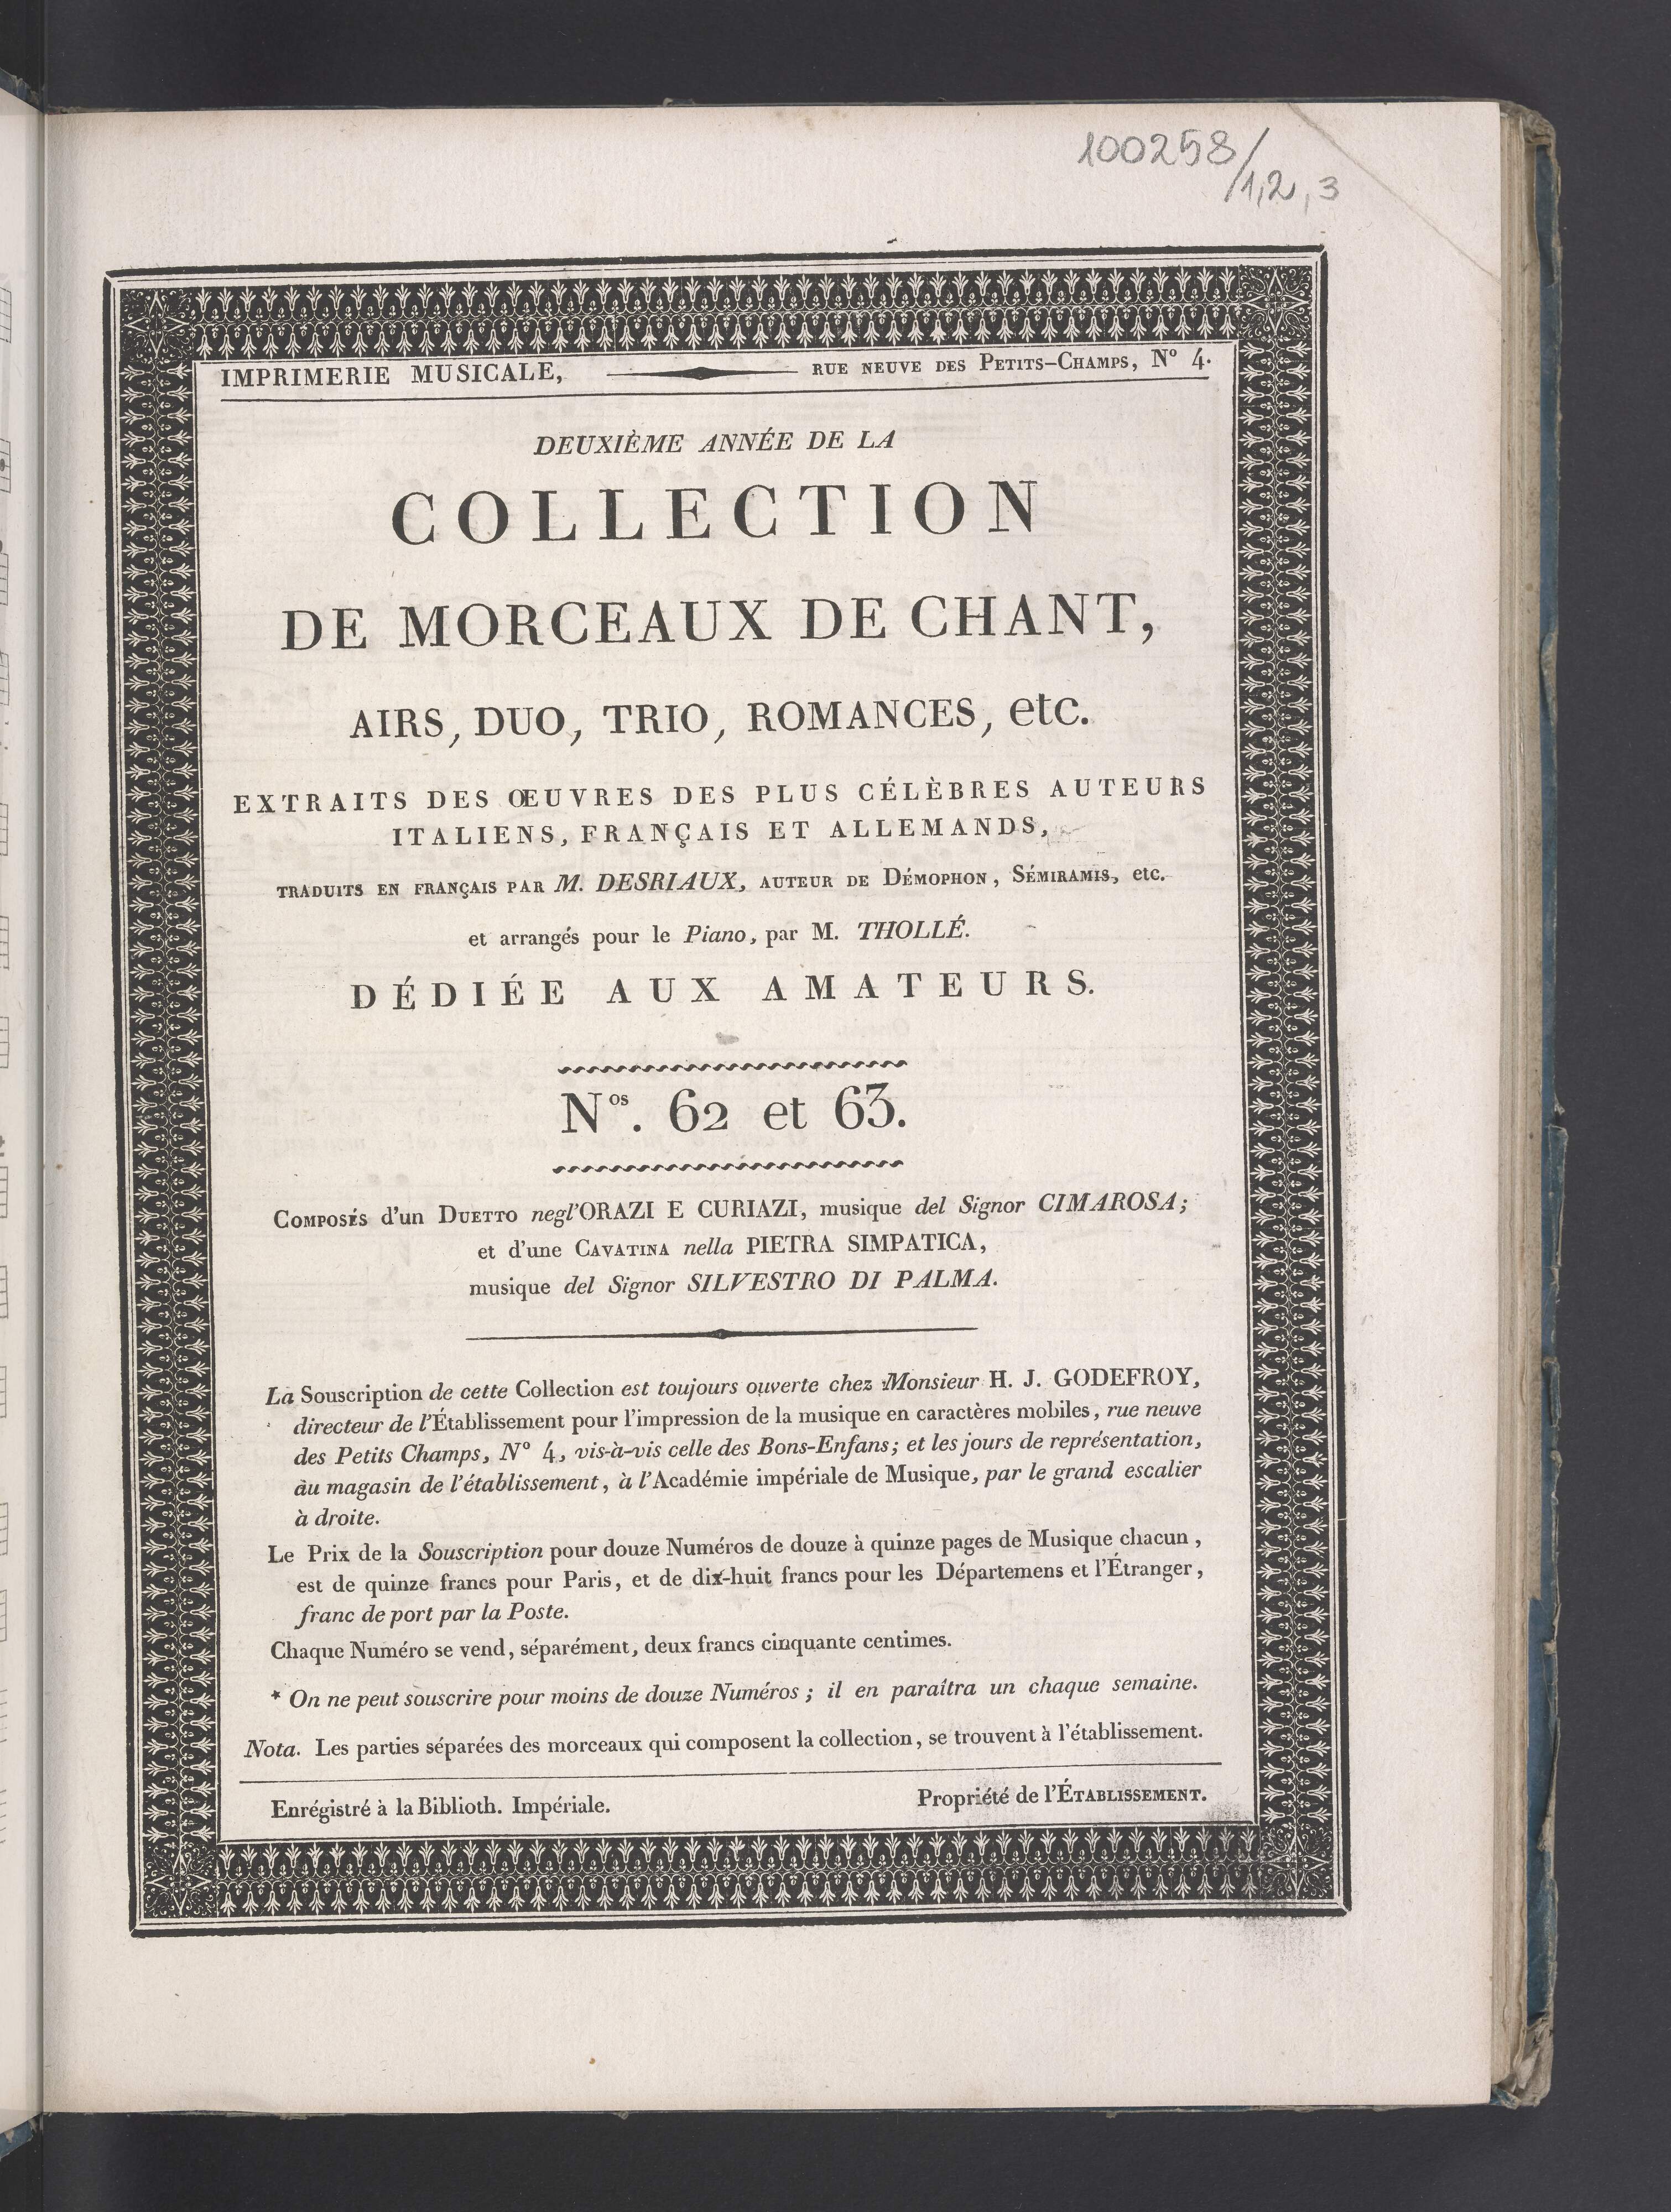 100258/
1,2,3
IMPRIMERIE MUSICALE, RUE NEUVE DES PETITS-CHAMPS, Nº 4.
DEUXIÈME ANNÉE DE LA
COLLECTION
DE MORCEAUX DE CHANT,
AIRS, DUO, TRIO, ROMANCES, etc.
EXTRAITS DES ŒUVRES DES PLUS CÉLÈBRES AUTEURS
ITALIENS, FRANÇAIS ET ALLEMANDS,
TRADUITS EN FRANÇAIS PAR M. DESRIAUX, AUTEUR DE DÉMOPHON, SÉMIRAMIS, etc.
et arrangés pour le Piano, par M. THOLLÉ.
DÉDIÉE AUX AMATEURS.
Nos. 62 et 63.
COMPOSÉS d'un DUETTO negl'ORAZI E CURIAZI, musique del Signor CIMAROSA;
et d'une CAVATINA nella PIETRA SIMPATICA,
musique del Signor SILVESTRO DI PALMA.
La Souscription de cette Collection est toujours ouverte chez Monsieur H. J. GODEFROY,
directeur de l'Établissement pour l'impression de la musique en caractères mobiles, rue neuve
des Petits Champs, Nº 4, vis-à-vis celle des Bons-Enfans; et les jours de représentation,
au magasin de l'établissement, à l'Académie impériale de Musique, par le grand escalier
à droite.
Le Prix de la Souscription pour douze Numéros de douze à quinze pages de Musique chacun,
est de quinze francs pour Paris, et de dix-huit francs pour les Départemens et l'Étranger,
franc de port par la Poste.
Chaque Numéro se vend, séparément, deux francs cinquante centimes.
* On ne peut souscrire pour moins de douze Numéros; il en paraîtra un chaque semaine.
Nota. Les parties séparées des morceaux qui composent la collection, se trouvent à l'établissement.
Enrégistré à la Biblioth. Impériale. Propriété de l'ÉTABLISSEMENT.